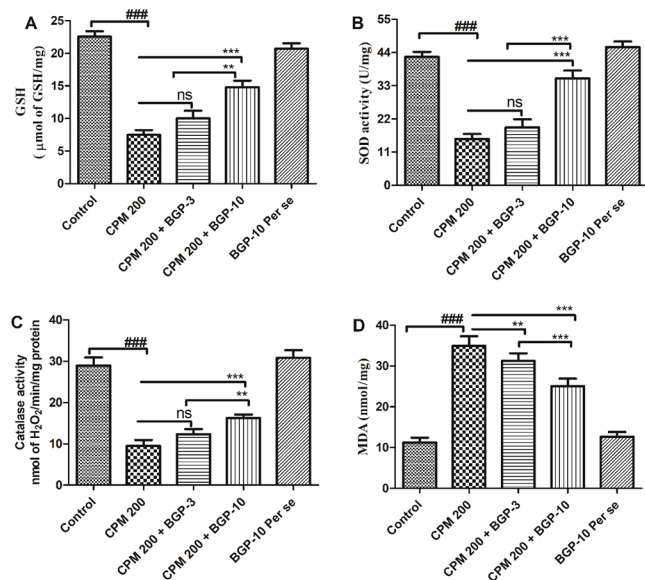 A
GSH
( µmol of GSH/mg)
25
20
15
10
5
0
###
***
**
ns
Control
CPM 200
CPM 200 + BGP-3
CPM 200 + BGP-10
BGP-10 Per se
B
SOD activity (U/mg)
55
44
33
22
11
0
###
***
***
ns
Control
CPM 200
CPM 200 + BGP-3
CPM 200 + BGP-10
BGP-10 Per se
C
Catalase activity
nmol of H₂O₂/min/mg protein
40
30
20
10
0
###
***
**
ns
Control
CPM 200
CPM 200 + BGP-3
CPM 200 + BGP-10
BGP-10 Per se
D
MDA (nmol/mg)
40
30
20
10
0
###
***
**
***
Control
CPM 200
CPM 200 + BGP-3
CPM 200 + BGP-10
BGP-10 Per se